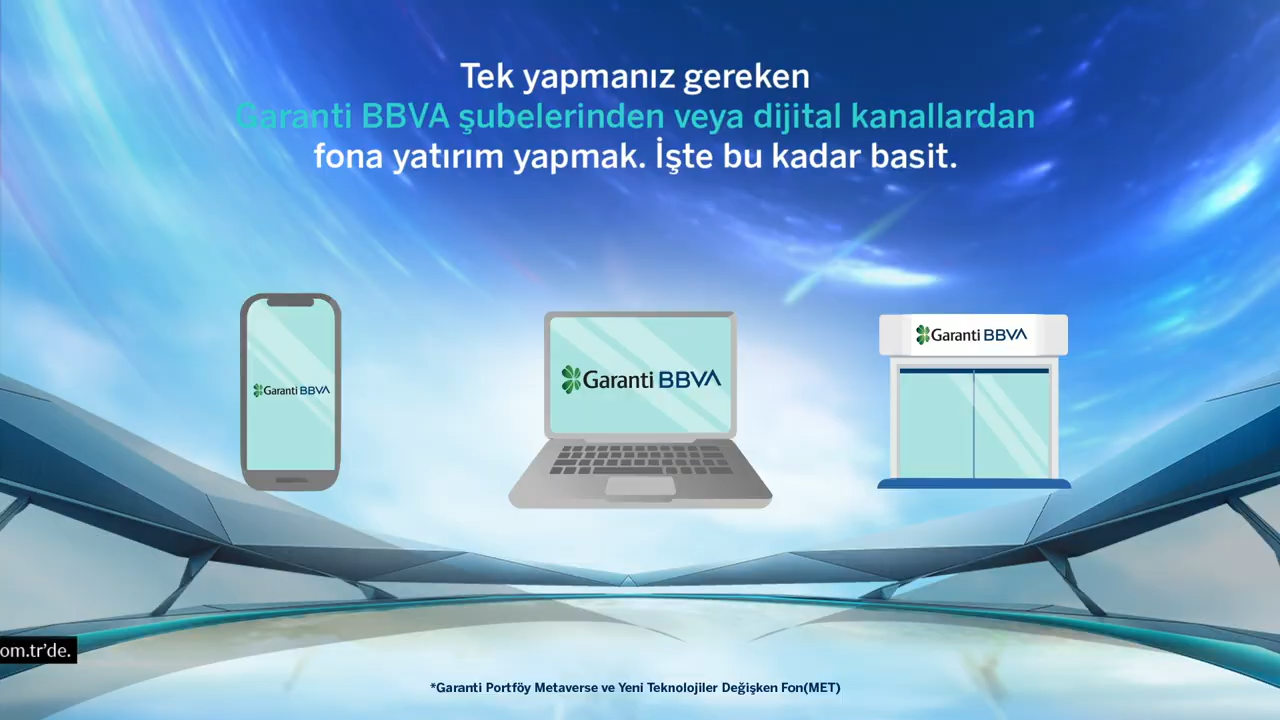 Tek yapmanız gereken
Garanti BBVA şubelerinden veya dijital kanallardan
fona yatırım yapmak. İşte bu kadar basit.
Garanti BBVA
Garanti BBVA
Garanti BBVA
om.tr'de.
*Garanti Portföy Metaverse ve Yeni Teknolojiler Değişken Fon(MET)